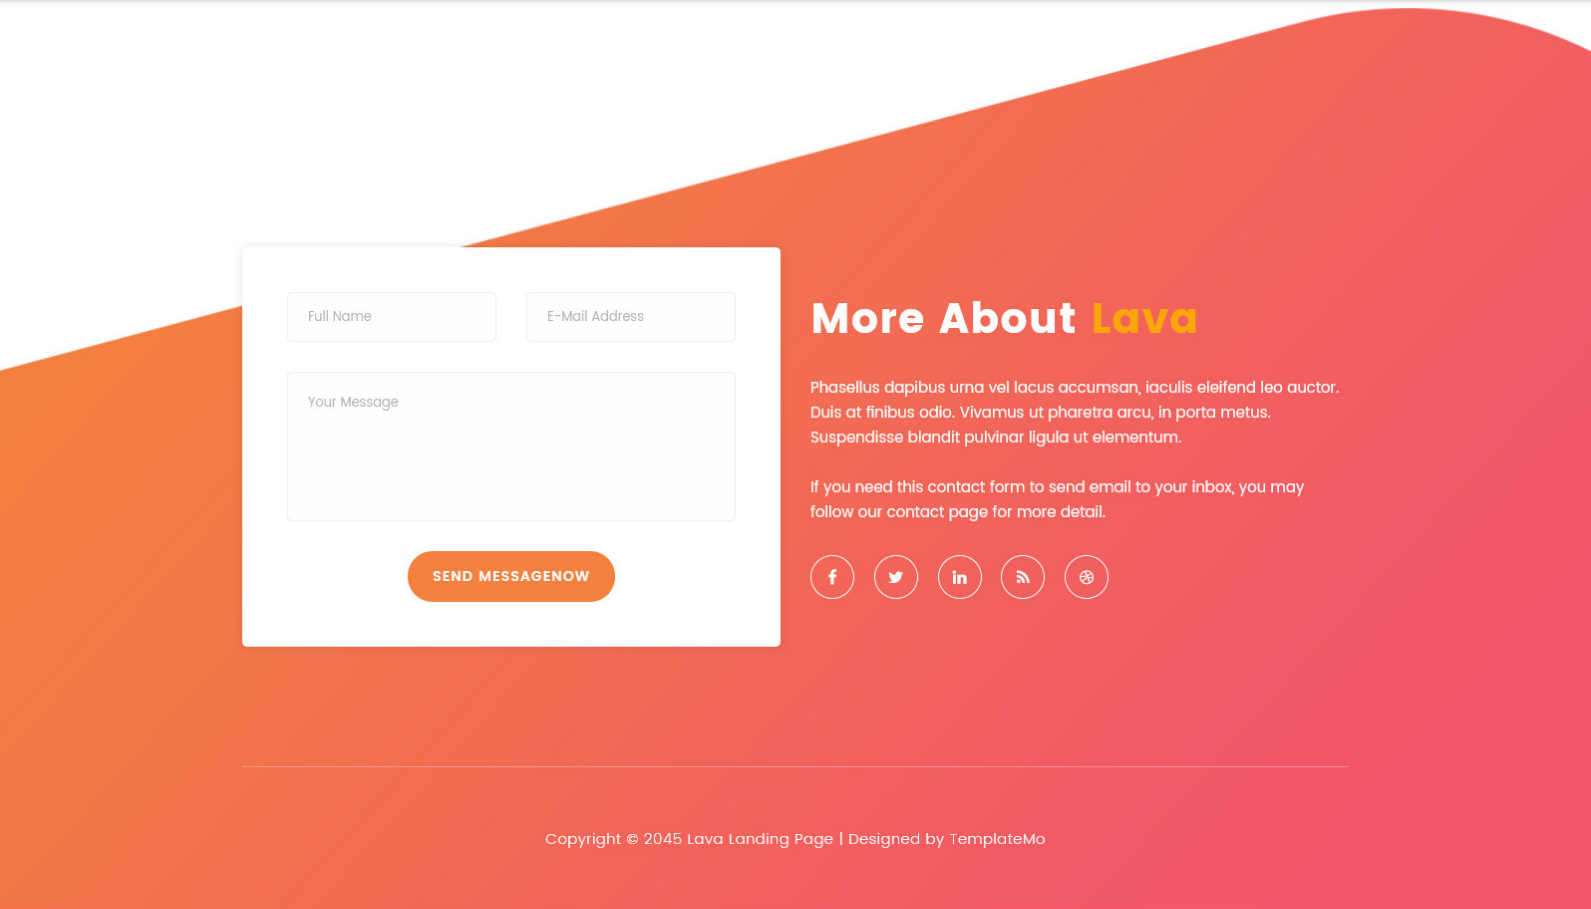 Full Name
E-Mail Address
Your Message
SEND MESSAGENOW
More About Lava
Phasellus dapibus urna vel lacus accumsan, iaculis eleifend leo auctor.
Duis at finibus odio. Vivamus ut pharetra arcu, in porta metus.
Suspendisse blandit pulvinar ligula ut elementum.
If you need this contact form to send email to your inbox, you may
follow our contact page for more detail.
Copyright © 2045 Lava Landing Page | Designed by TemplateMo